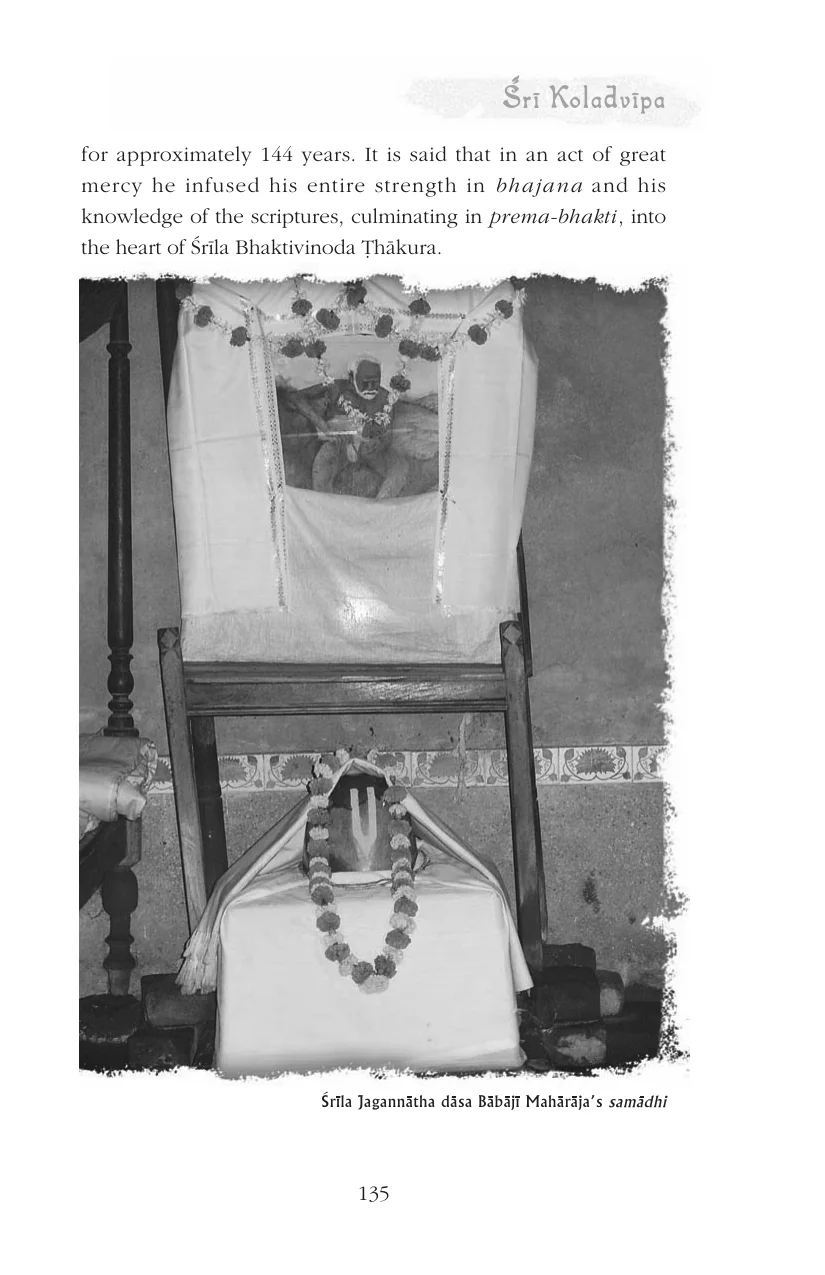 Śrī Koladvīpa
for approximately 144 years. It is said that in an act of great
mercy he infused his entire strength in bhajana and his
knowledge of the scriptures, culminating in prema-bhakti, into
the heart of Śrīla Bhaktivinoda Ṭhākura.
Śrīla Jagannātha dāsa Bābājī Mahārāja's samādhi
135